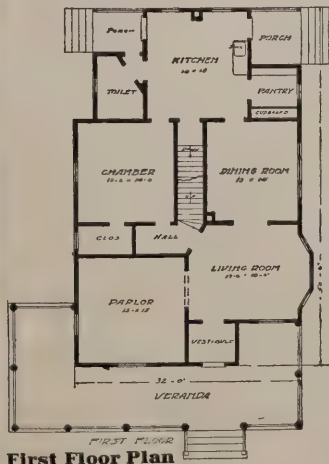 PORCH
PORCH
KITCHEN
TOILET
PANTRY
CUPBOARD
CHAMBER
DINING ROOM
UP
CLOS
HALL
LIVING ROOM
PARLOR
VESTIBULE
32'-0"
VERANDA
FIRST FLOOR
First Floor Plan